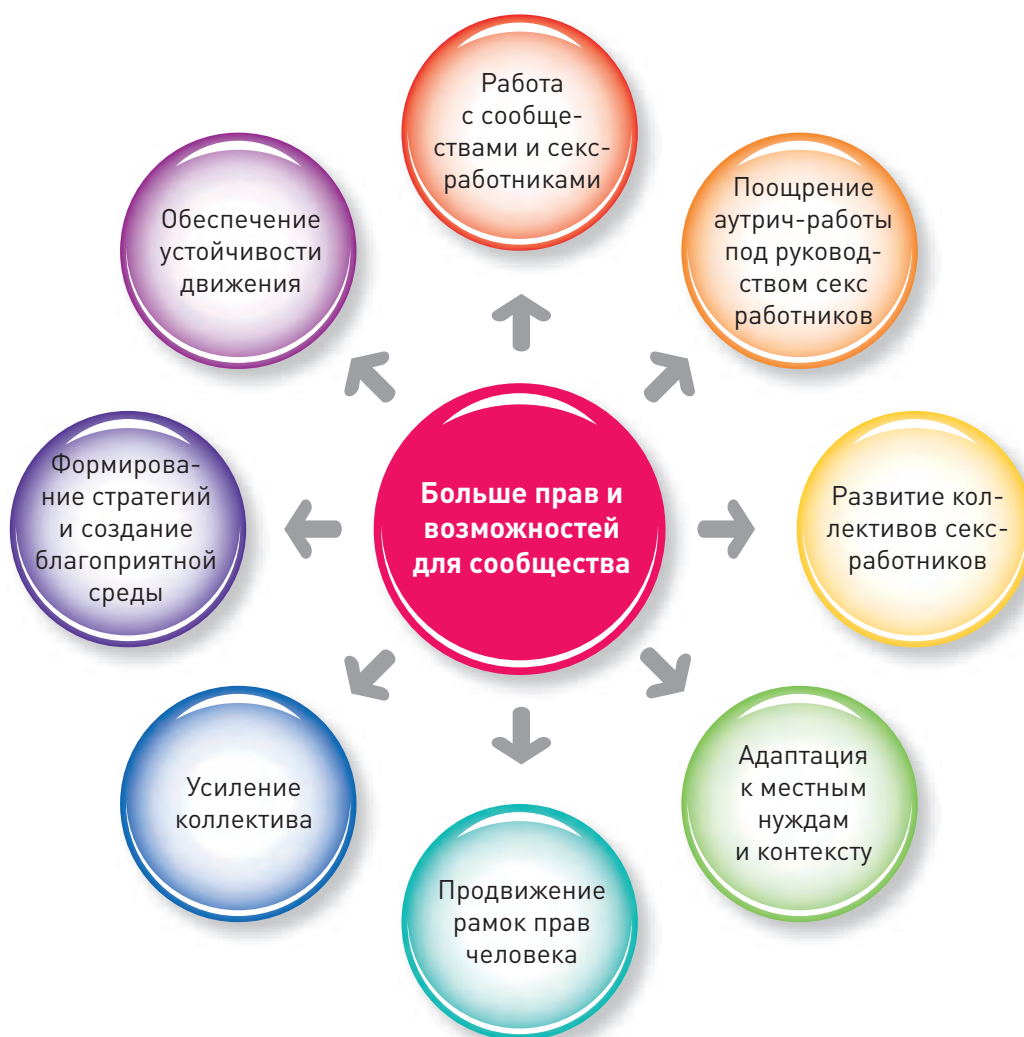 Работа
с сообще-
ствами и секс-
работниками
Поощрение
аутрич-работы
под руковод-
ством секс
работников
Развитие кол-
лективов секс-
работников
Адаптация
к местным
нуждам
и контексту
Продвижение
рамок прав
человека
Усиление
коллектива
Формирова-
ние стратегий
и создание
благоприятной
среды
Обеспечение
устойчивости
движения
Больше прав и
возможностей
для сообщества